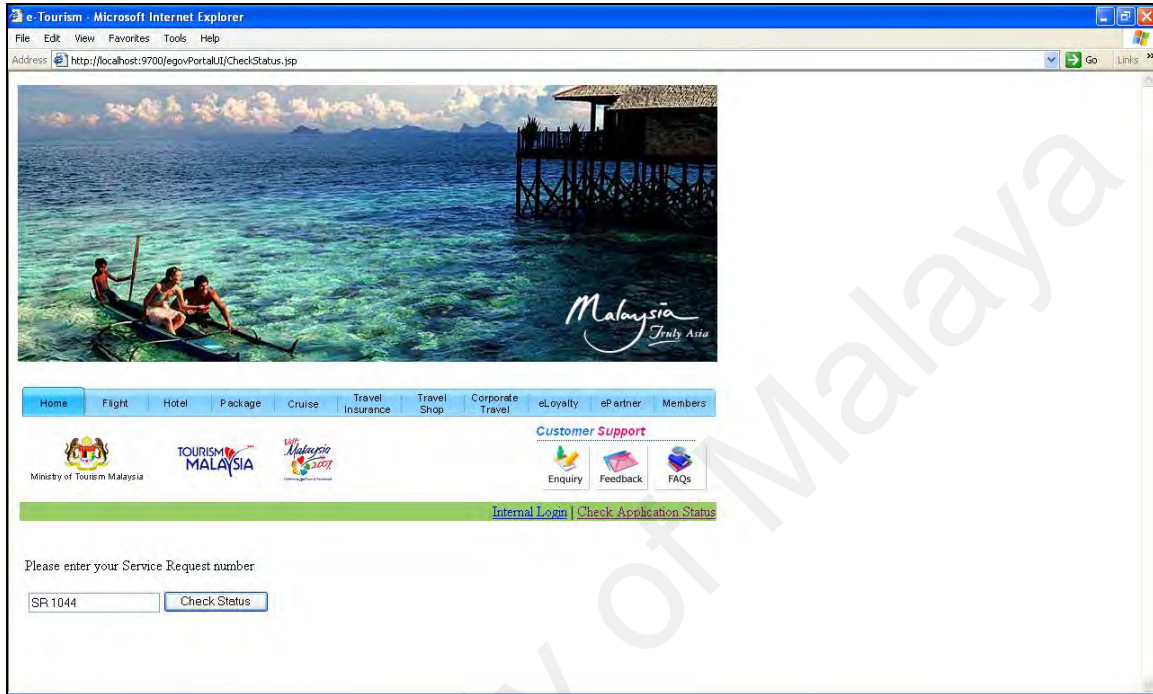 e-Tourism - Microsoft Internet Explorer
File Edit View Favorites Tools Help
Address http://localhost:9700/egovPortalUI/CheckStatus.jsp Go Links »
Malaysia
Truly Asia
Home Flight Hotel Package Cruise Travel Insurance Travel Shop Corporate Travel eLoyalty ePartner Members
Customer Support
Ministry of Tourism Malaysia
TOURISM
MALAYSIA
Visit
Malaysia
2007
Enquiry Feedback FAQs
Internal Login | Check Application Status
Please enter your Service Request number
SR 1044 Check Status
y of Malaya